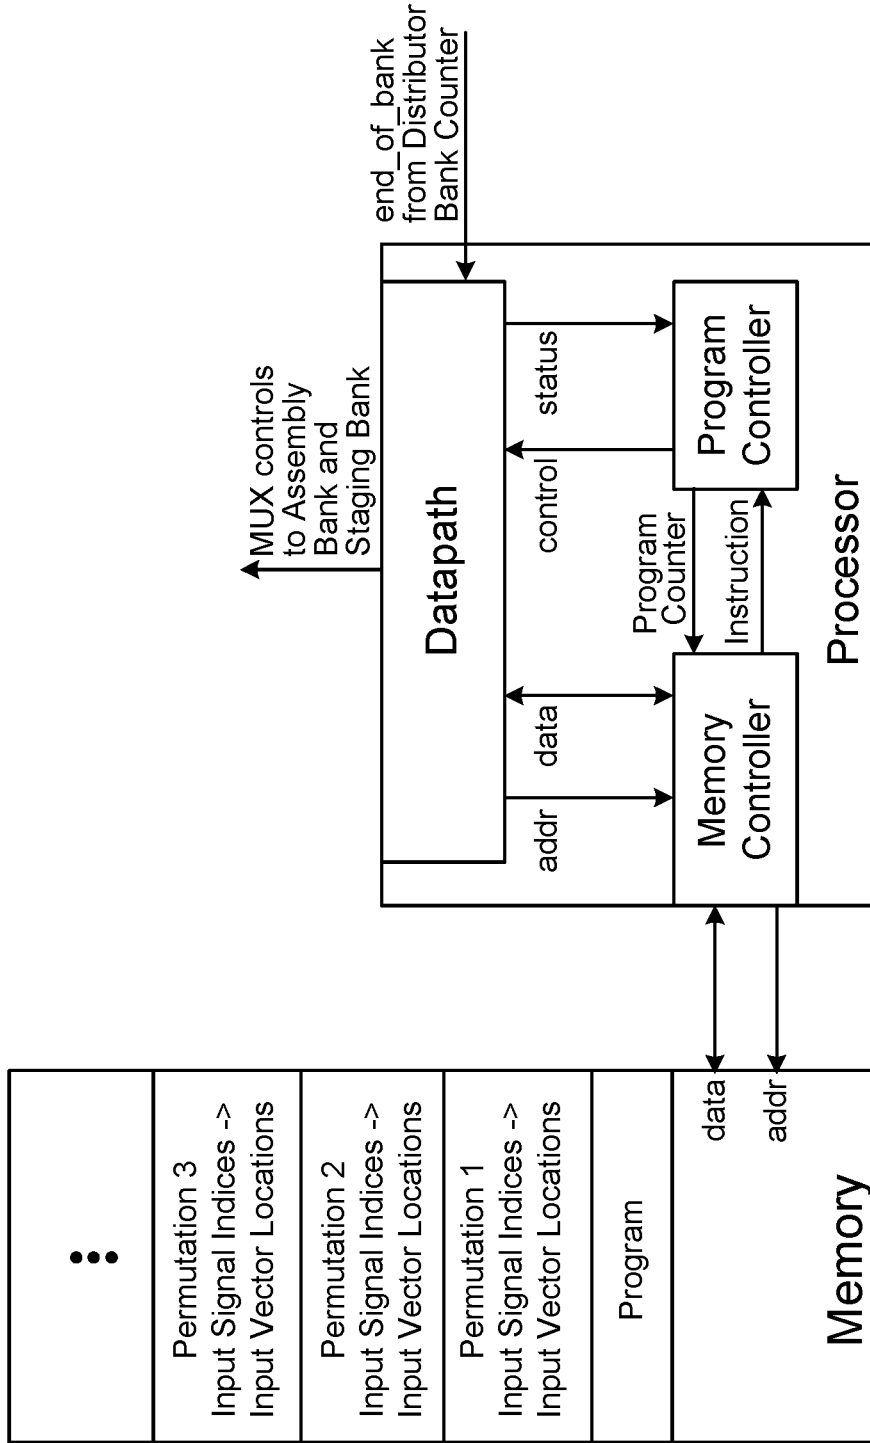 •••
Permutation 3
Input Signal Indices ->
Input Vector Locations
Permutation 2
Input Signal Indices ->
Input Vector Locations
Permutation 1
Input Signal Indices ->
Input Vector Locations
Program
data
addr
Memory
MUX controls
to Assembly
Bank and
Staging Bank
end_of_bank
from Distributor
Bank Counter
Datapath
addr
data
control
status
Memory
Controller
Program
Counter
Instruction
Program
Controller
Processor